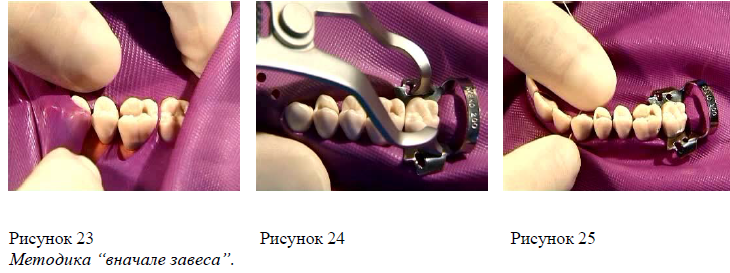 Рисунок 23
Рисунок 24
Рисунок 25
Методика “вначале завеса”.